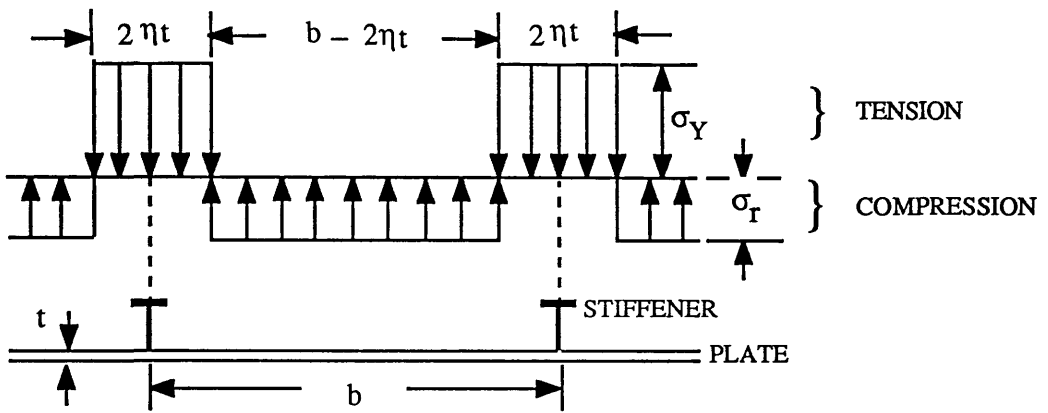 2ηt b – 2ηt 2ηt
σY } TENSION
σr } COMPRESSION
STIFFENER
t
PLATE
b